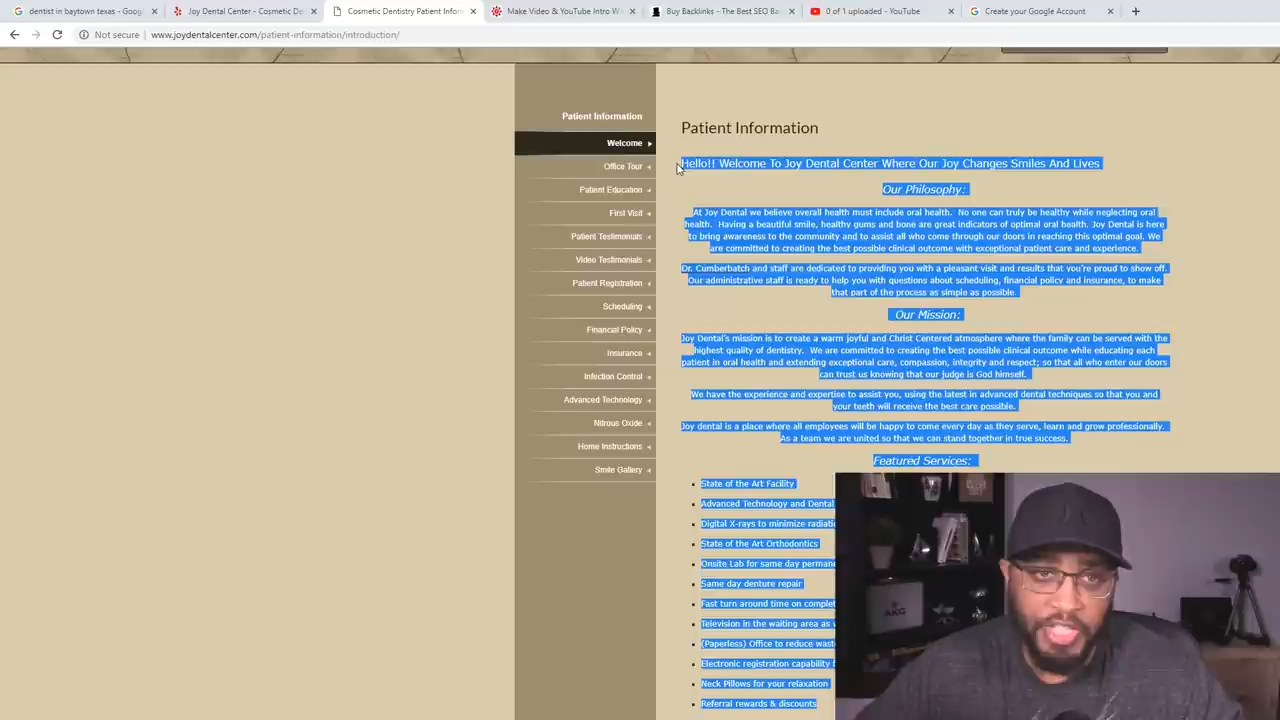 dentist in baytown texas - Goog
Joy Dental Center - Cosmetic De
Cosmetic Dentistry Patient Infor
Make Video & YouTube Intro W
Buy Backlinks - The Best SEO Ba
0 of 1 uploaded - YouTube
Create your Google Account
Not secure
www.joydentalcenter.com/patient-information/introduction/
Patient Information
Welcome
Office Tour
Patient Education
First Visit
Patient Testimonials
Video Testimonials
Patient Registration
Scheduling
Financial Policy
Insurance
Infection Control
Advanced Technology
Nitrous Oxide
Home Instructions
Smile Gallery
Patient Information
Hello!! Welcome To Joy Dental Center Where Our Joy Changes Smiles And Lives
Our Philosophy:
At Joy Dental we believe overall health must include oral health. No one can truly be healthy while neglecting oral
health. Having a beautiful smile, healthy gums and bone are great indicators of optimal oral health. Joy Dental is here
to bring awareness to the community and to assist all who come through our doors in reaching this optimal goal. We
are committed to creating the best possible clinical outcome with exceptional patient care and experience.
Dr. Cumberbatch and staff are dedicated to providing you with a pleasant visit and results that you're proud to show off.
Our administrative staff is ready to help you with questions about scheduling, financial policy and insurance, to make
that part of the process as simple as possible.
Our Mission:
Joy Dental's mission is to create a warm joyful and Christ Centered atmosphere where the family can be served with the
highest quality of dentistry. We are committed to creating the best possible clinical outcome while educating each
patient in oral health and extending exceptional care, compassion, integrity and respect; so that all who enter our doors
can trust us knowing that our judge is God himself.
We have the experience and expertise to assist you, using the latest in advanced dental techniques so that you and
your teeth will receive the best care possible.
Joy dental is a place where all employees will be happy to come every day as they serve, learn and grow professionally.
As a team we are united so that we can stand together in true success.
Featured Services:
State of the Art Facility
Advanced Technology and Dental
Digital X-rays to minimize radiati
State of the Art Orthodontics
Onsite Lab for same day perman
Same day denture repair
Fast turn around time on complet
Television in the waiting area as
(Paperless) Office to reduce wast
Electronic registration capability
Neck Pillows for your relaxation
Referral rewards & discounts
AKG